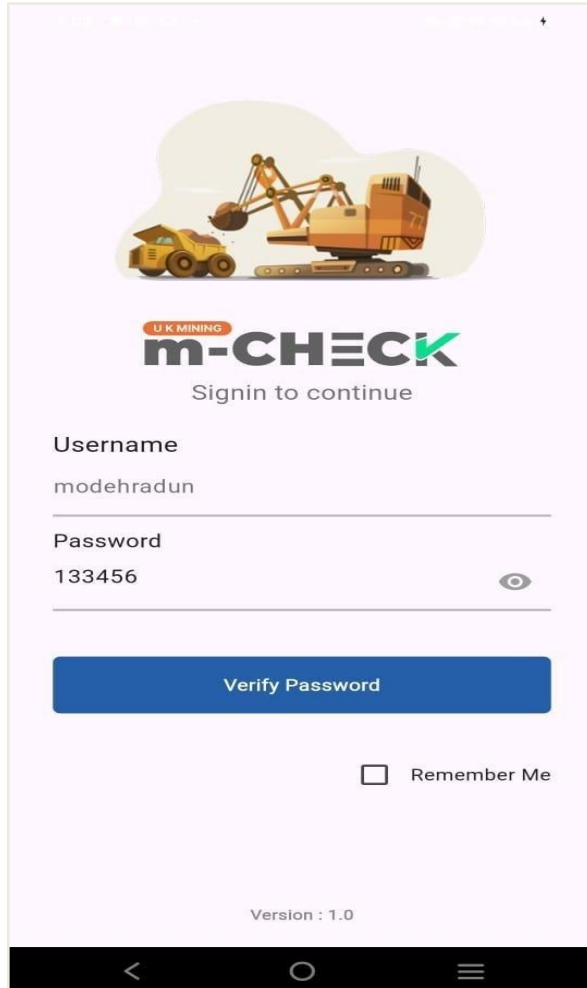 U K MINING
m-CHECK
Signin to continue
Username
modehradun
Password
133456
Verify Password
Remember Me
Version : 1.0